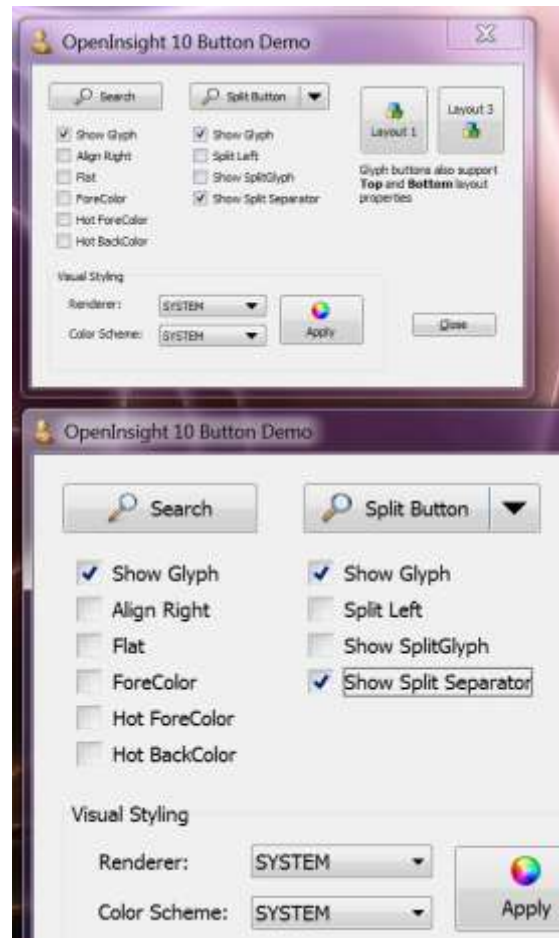 OpenInsight 10 Button Demo
Search
Split Button
Show Glyph
Align Right
Flat
ForeColor
Hot ForeColor
Hot BackColor
Show Glyph
Split Left
Show SplitGlyph
Show Split Separator
Layout 1
Layout 3
Glyph buttons also support
Top and Bottom layout
properties
Visual Styling
Renderer:
SYSTEM
Color Scheme:
SYSTEM
Apply
Close
OpenInsight 10 Button Demo
Search
Split Button
Show Glyph
Align Right
Flat
ForeColor
Hot ForeColor
Hot BackColor
Show Glyph
Split Left
Show SplitGlyph
Show Split Separator
Visual Styling
Renderer:
SYSTEM
Color Scheme:
SYSTEM
Apply